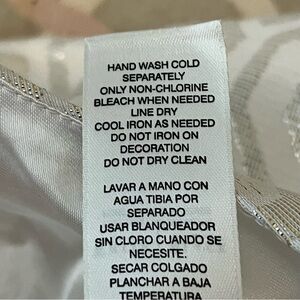 HAND WASH COLD
SEPARATELY
ONLY NON-CHLORINE
BLEACH WHEN NEEDED
LINE DRY
COOL IRON AS NEEDED
DO NOT IRON ON
DECORATION
DO NOT DRY CLEAN
LAVAR A MANO CON
AGUA TIBIA POR
SEPARADO
USAR BLANQUEADOR
SIN CLORO CUANDO SE
NECESITE.
SECAR COLGADO
PLANCHAR A BAJA
TEMPERATURA